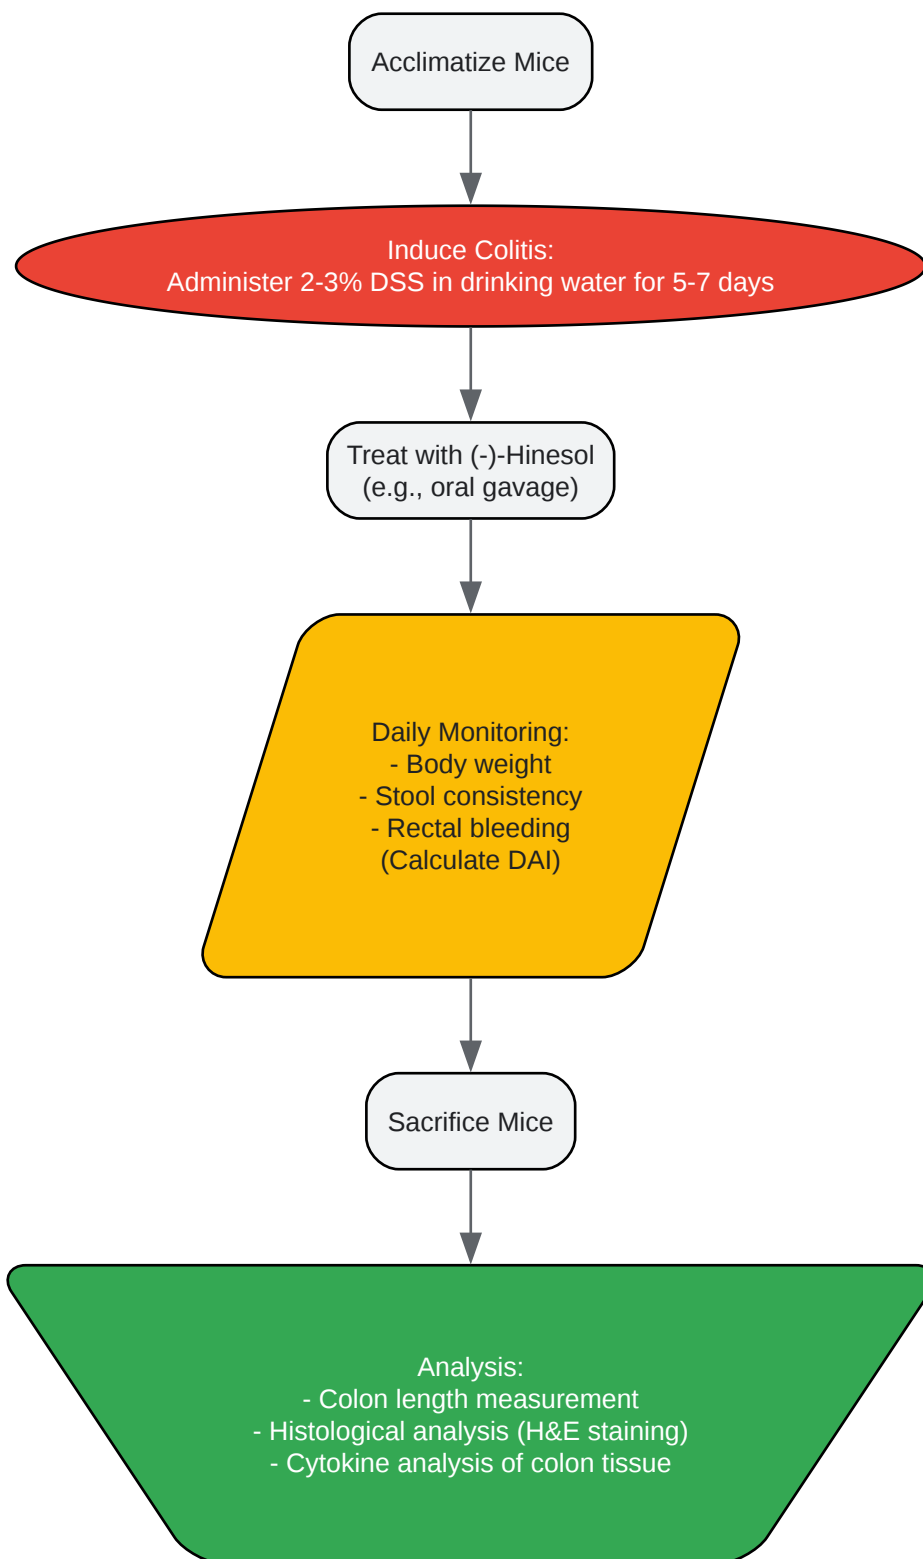 Acclimatize Mice
Induce Colitis:
Administer 2-3% DSS in drinking water for 5-7 days
Treat with (-)-Hinesol
(e.g., oral gavage)
Daily Monitoring:
- Body weight
- Stool consistency
- Rectal bleeding
(Calculate DAI)
Sacrifice Mice
Analysis:
- Colon length measurement
- Histological analysis (H&E staining)
- Cytokine analysis of colon tissue